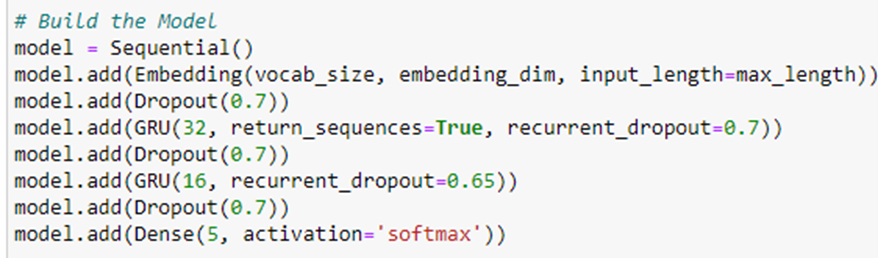 # Build the Model
model = Sequential()
model.add(Embedding(vocab_size, embedding_dim, input_length=max_length))
model.add(Dropout(0.7))
model.add(GRU(32, return_sequences=True, recurrent_dropout=0.7))
model.add(Dropout(0.7))
model.add(GRU(16, recurrent_dropout=0.65))
model.add(Dropout(0.7))
model.add(Dense(5, activation='softmax'))